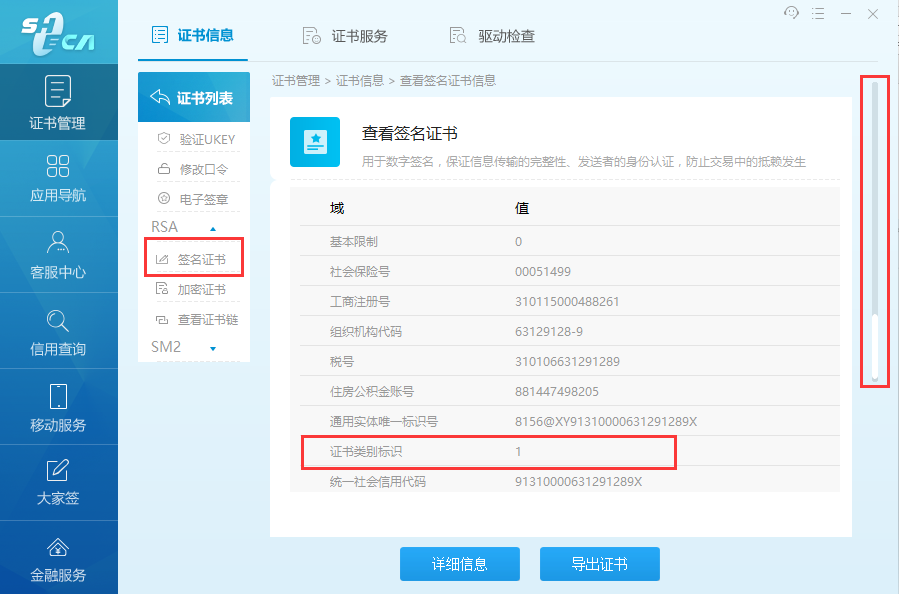 SHECA
证书管理
应用导航
客服中心
信用查询
移动服务
大家签
金融服务
证书信息
证书服务
驱动检查
证书列表
验证UKEY
修改口令
电子签章
RSA
签名证书
加密证书
查看证书链
SM2
证书管理 > 证书信息 > 查看签名证书信息
查看签名证书
用于数字签名，保证信息传输的完整性、发送者的身份认证，防止交易中的抵赖发生
域 值
基本限制 0
社会保险号 00051499
工商注册号 310115000488261
组织机构代码 63129128-9
税号 310106631291289
住房公积金账号 881447498205
通用实体唯一标识号 8156@XY91310000631291289X
证书类别标识 1
统一社会信用代码 91310000631291289X
详细信息
导出证书